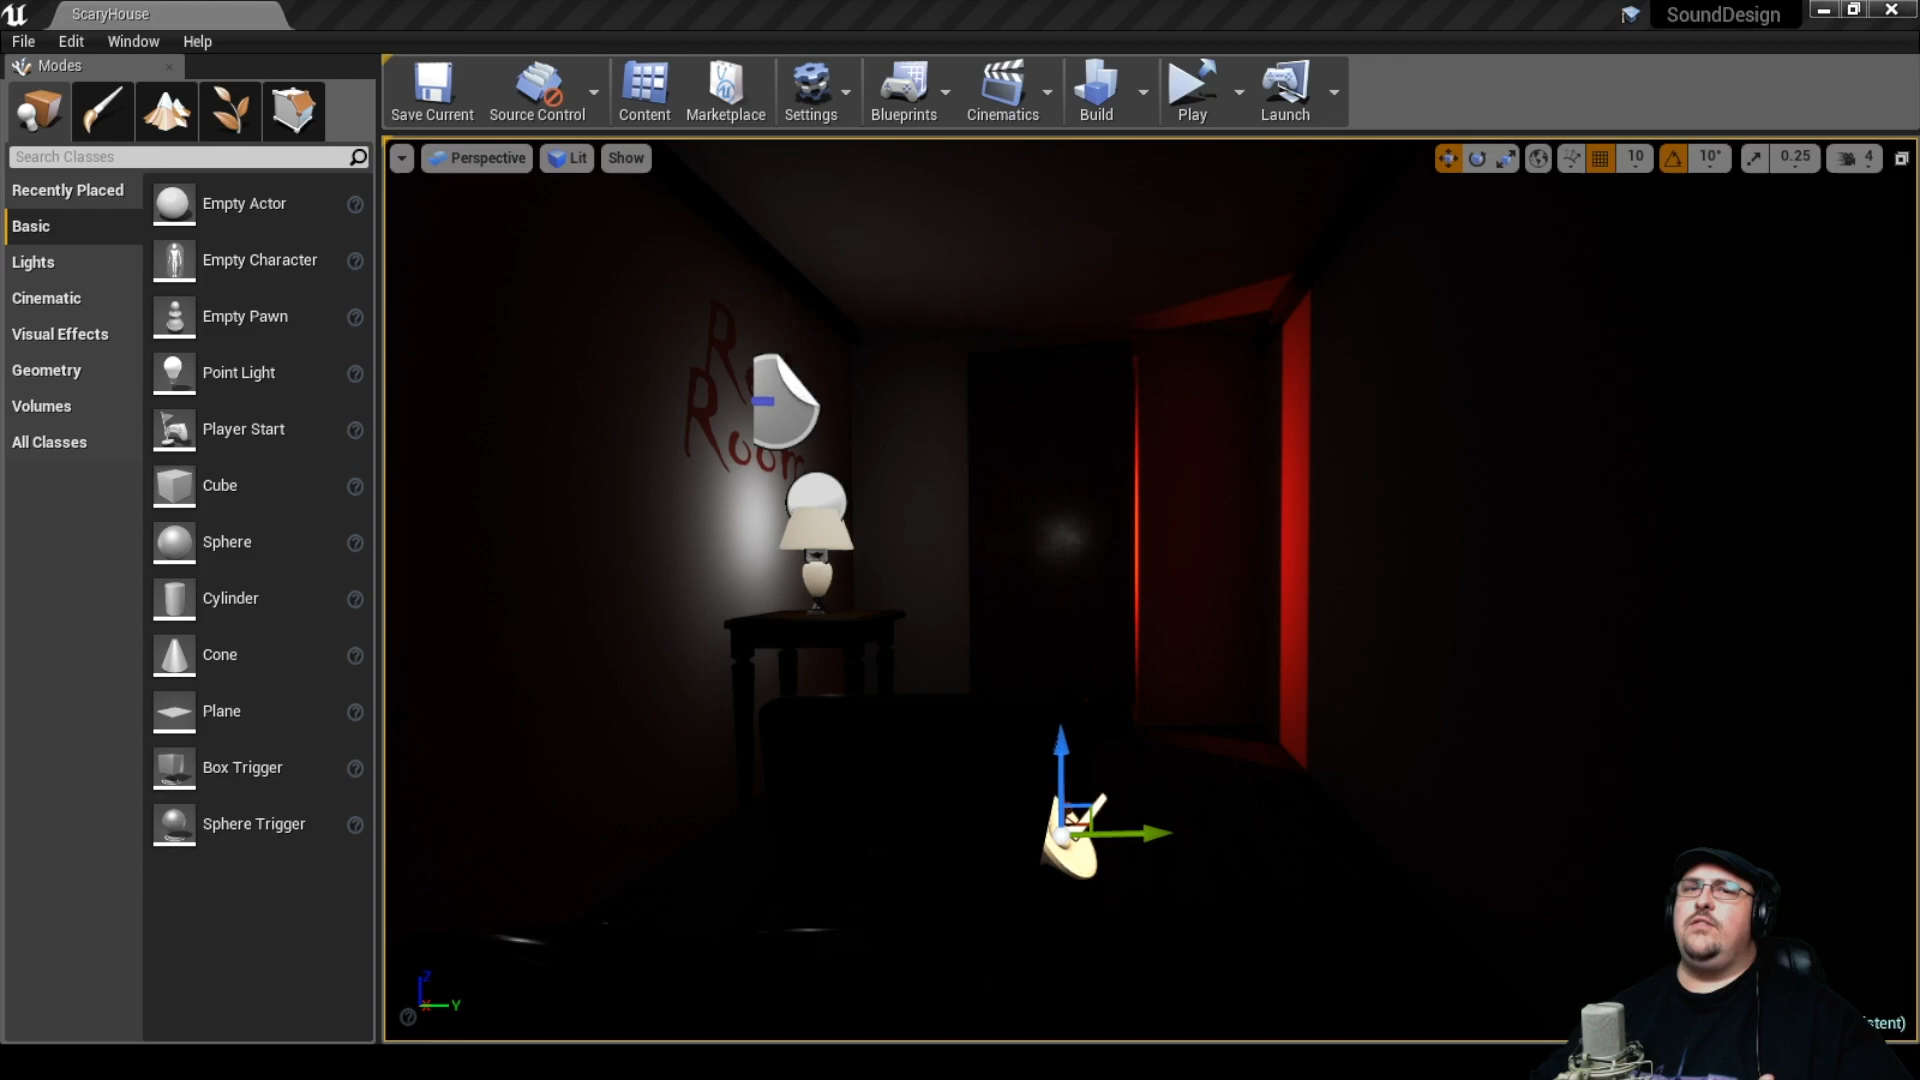 ScaryHouse
SoundDesign
File Edit Window Help
Modes
Save Current
Source Control
Content
Marketplace
Settings
Blueprints
Cinematics
Build
Play
Launch
Search Classes
Perspective
Lit
Show
10
10°
0.25
4
Recently Placed
Basic
Lights
Cinematic
Visual Effects
Geometry
Volumes
All Classes
Empty Actor
Empty Character
Empty Pawn
Point Light
Player Start
Cube
Sphere
Cylinder
Cone
Plane
Box Trigger
Sphere Trigger
Room
Z
X Y